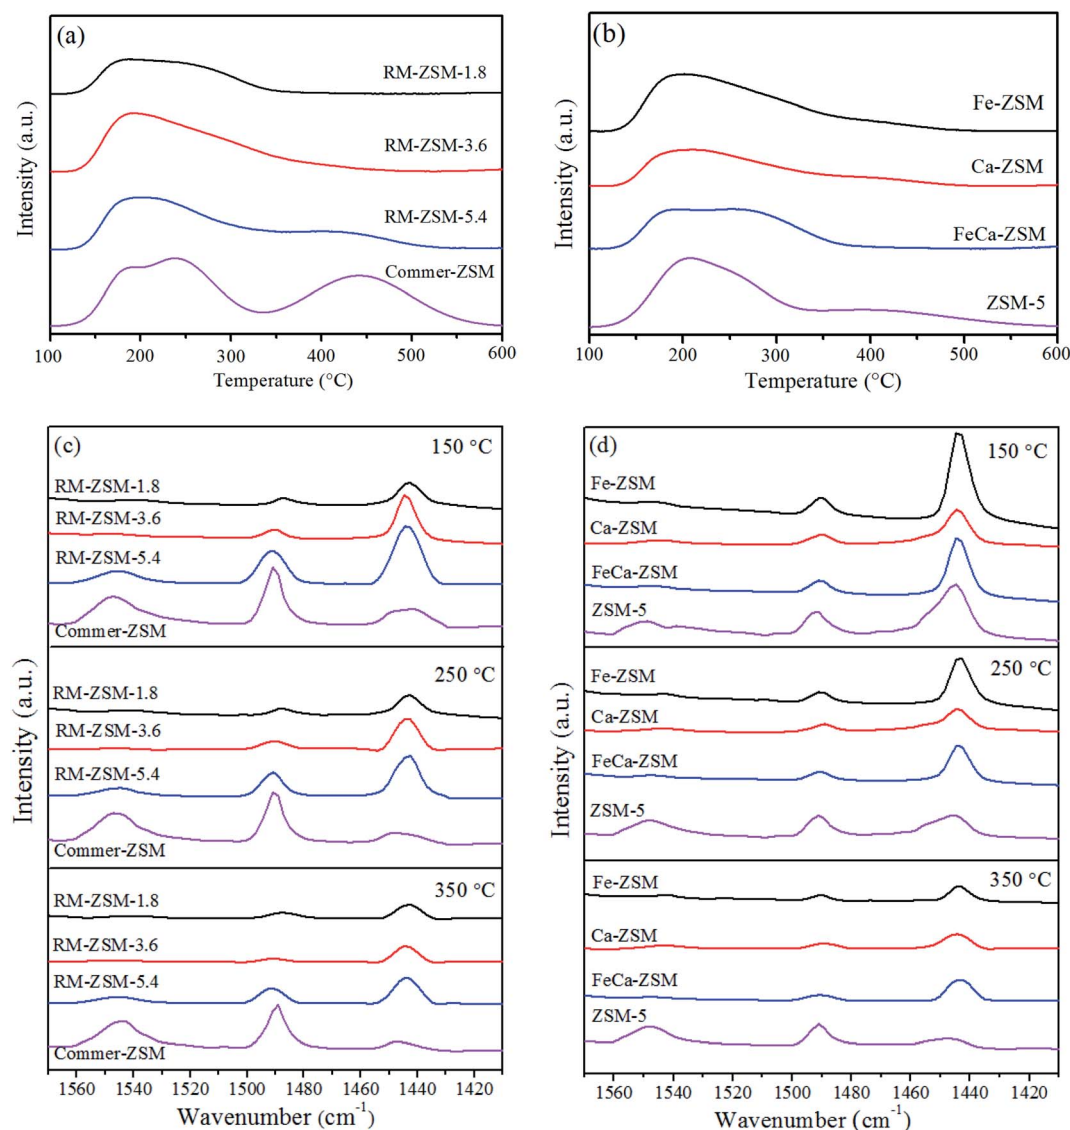 (a)
RM-ZSM-1.8
RM-ZSM-3.6
RM-ZSM-5.4
Commer-ZSM
Intensity (a.u.)
100 200 300 400 500 600
Temperature (°C)
(b)
Fe-ZSM
Ca-ZSM
FeCa-ZSM
ZSM-5
Intensity (a.u.)
100 200 300 400 500 600
Temperature (°C)
(c)
150 °C
RM-ZSM-1.8
RM-ZSM-3.6
RM-ZSM-5.4
Commer-ZSM
250 °C
RM-ZSM-1.8
RM-ZSM-3.6
RM-ZSM-5.4
Commer-ZSM
350 °C
RM-ZSM-1.8
RM-ZSM-3.6
RM-ZSM-5.4
Commer-ZSM
Intensity (a.u.)
1560 1540 1520 1500 1480 1460 1440 1420
Wavenumber (cm⁻¹)
(d)
150 °C
Fe-ZSM
Ca-ZSM
FeCa-ZSM
ZSM-5
250 °C
Fe-ZSM
Ca-ZSM
FeCa-ZSM
ZSM-5
350 °C
Fe-ZSM
Ca-ZSM
FeCa-ZSM
ZSM-5
Intensity (a.u.)
1560 1540 1520 1500 1480 1460 1440 1420
Wavenumber (cm⁻¹)